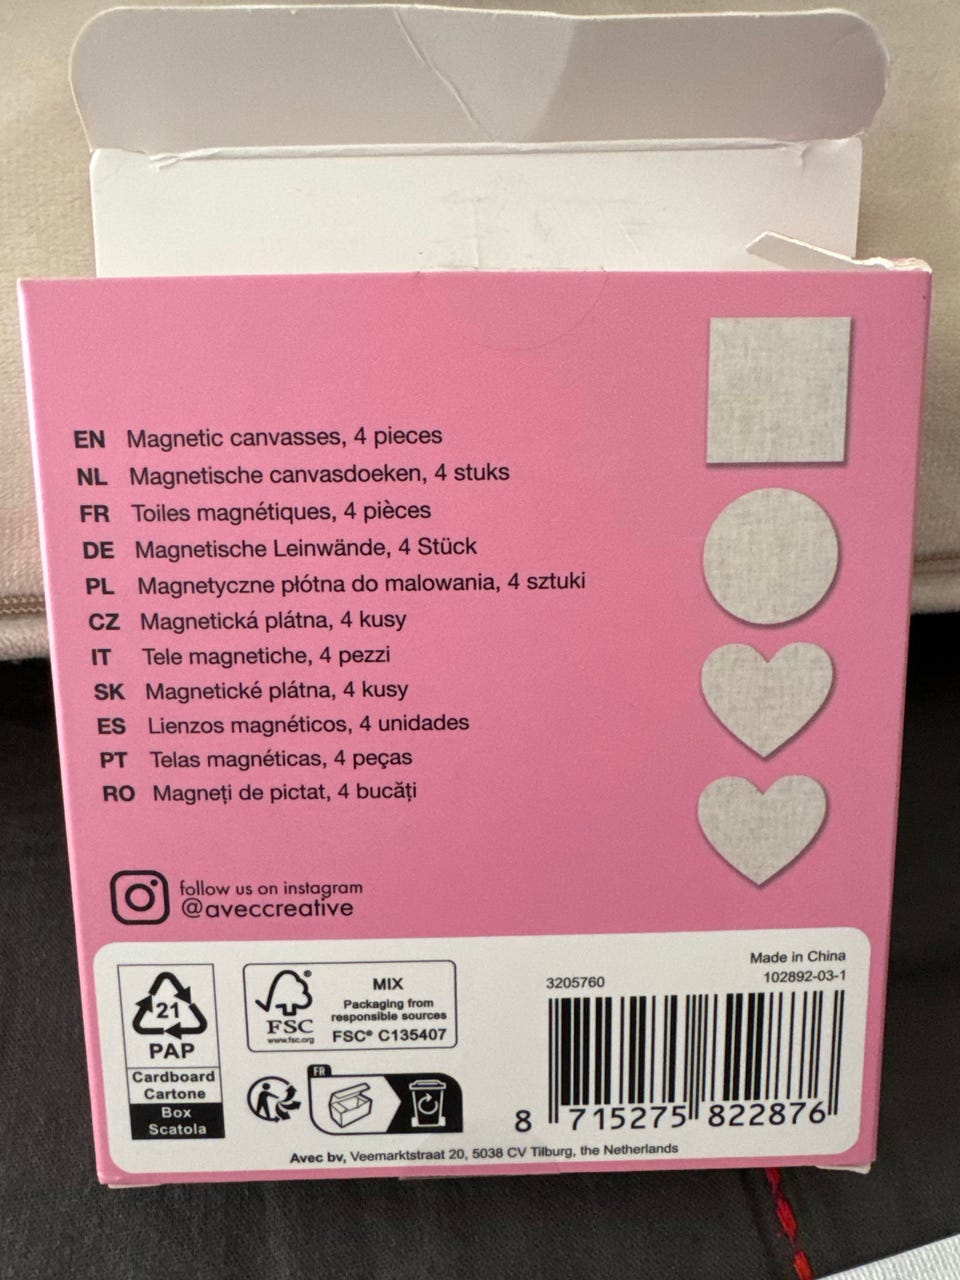 EN Magnetic canvasses, 4 pieces
NL Magnetische canvasdoeken, 4 stuks
FR Toiles magnétiques, 4 pièces
DE Magnetische Leinwände, 4 Stück
PL Magnetyczne płótna do malowania, 4 sztuki
CZ Magnetická plátna, 4 kusy
IT Tele magnetiche, 4 pezzi
SK Magnetické plátna, 4 kusy
ES Lienzos magnéticos, 4 unidades
PT Telas magnéticas, 4 peças
RO Magneți de pictat, 4 bucăți
follow us on instagram
@aveccreative
21
PAP
Cardboard
Cartone
Box
Scatola
FSC®
www.fsc.org
MIX
Packaging from
responsible sources
FSC® C135407
FR
Made in China
3205760
102892-03-1
8 715275 822876
Avec bv, Veemarktstraat 20, 5038 CV Tilburg, the Netherlands